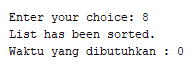 Enter your choice: 8
List has been sorted.
Waktu yang dibutuhkan : 0